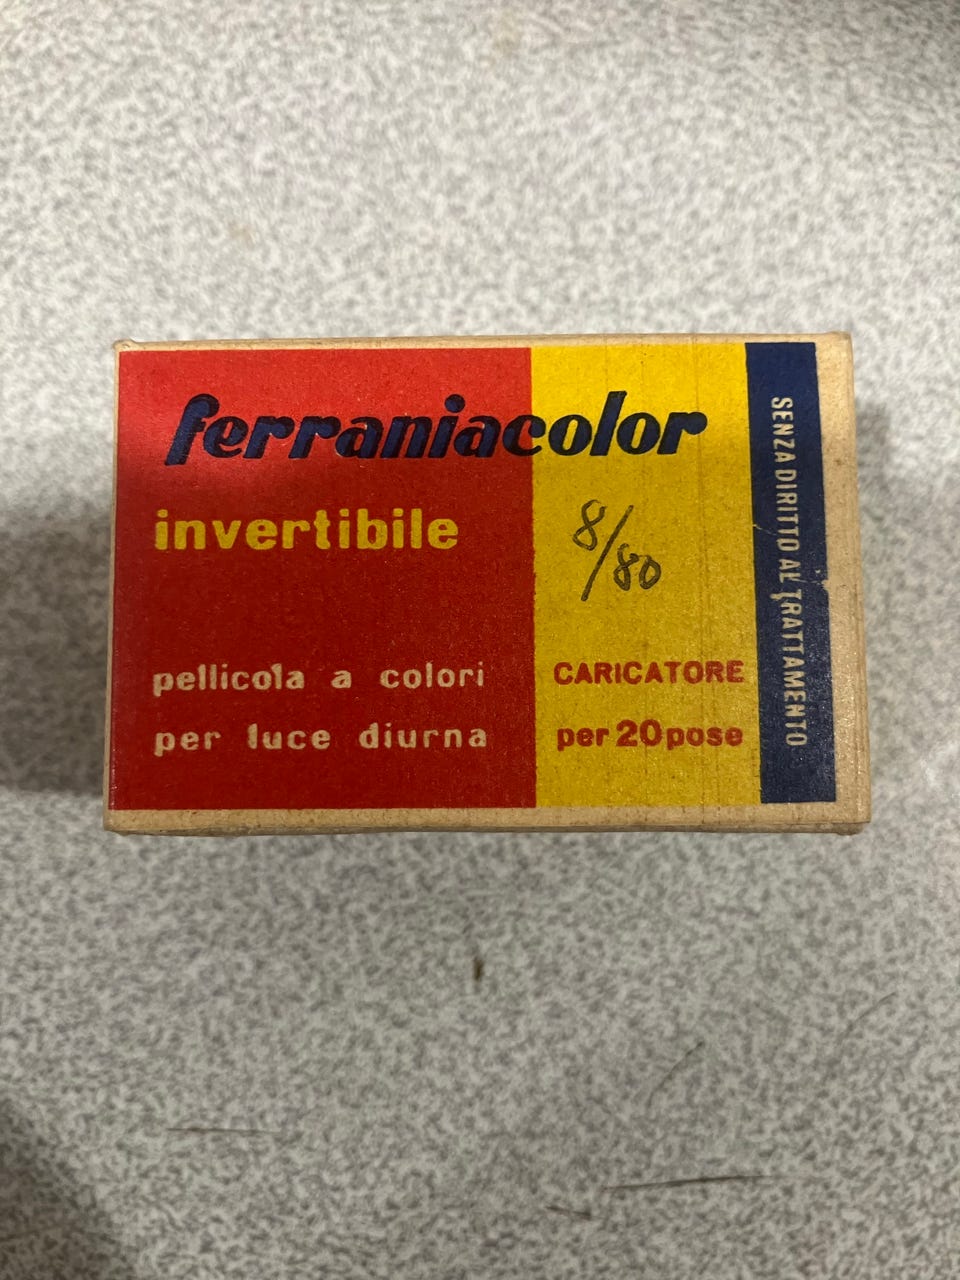 ferraniacolor
invertibile
8/80
pellicola a colori
per luce diurna
CARICATORE
per 20 pose
SENZA DIRITTO AL TRATTAMENTO